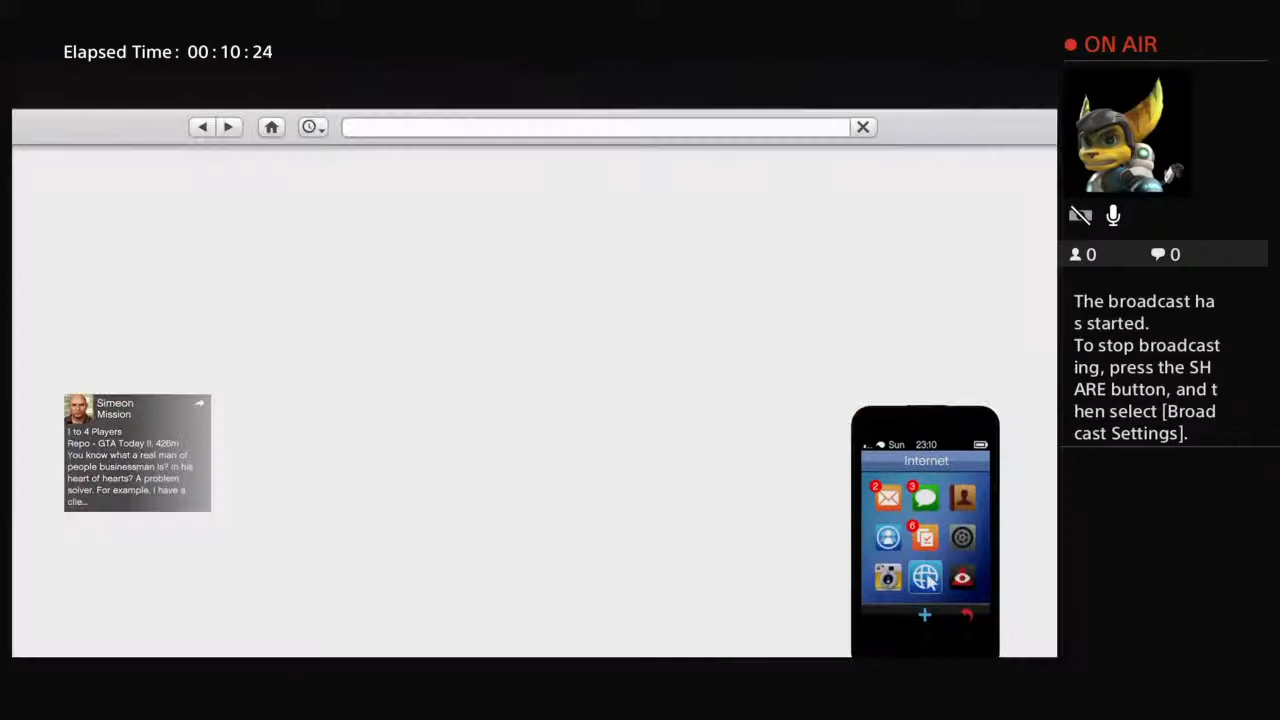 Elapsed Time: 00:10:24
ON AIR
0
0
The broadcast ha
s started.
To stop broadcast
ing, press the SH
ARE button, and t
hen select [Broad
cast Settings].
Simeon
Mission
1 to 4 Players
Repo - GTA Today II. 426m
You know what a real man of
people businessman is? In his
heart of hearts? A problem
solver. For example, I have a
clie...
Sun 23:10
Internet
2
3
6